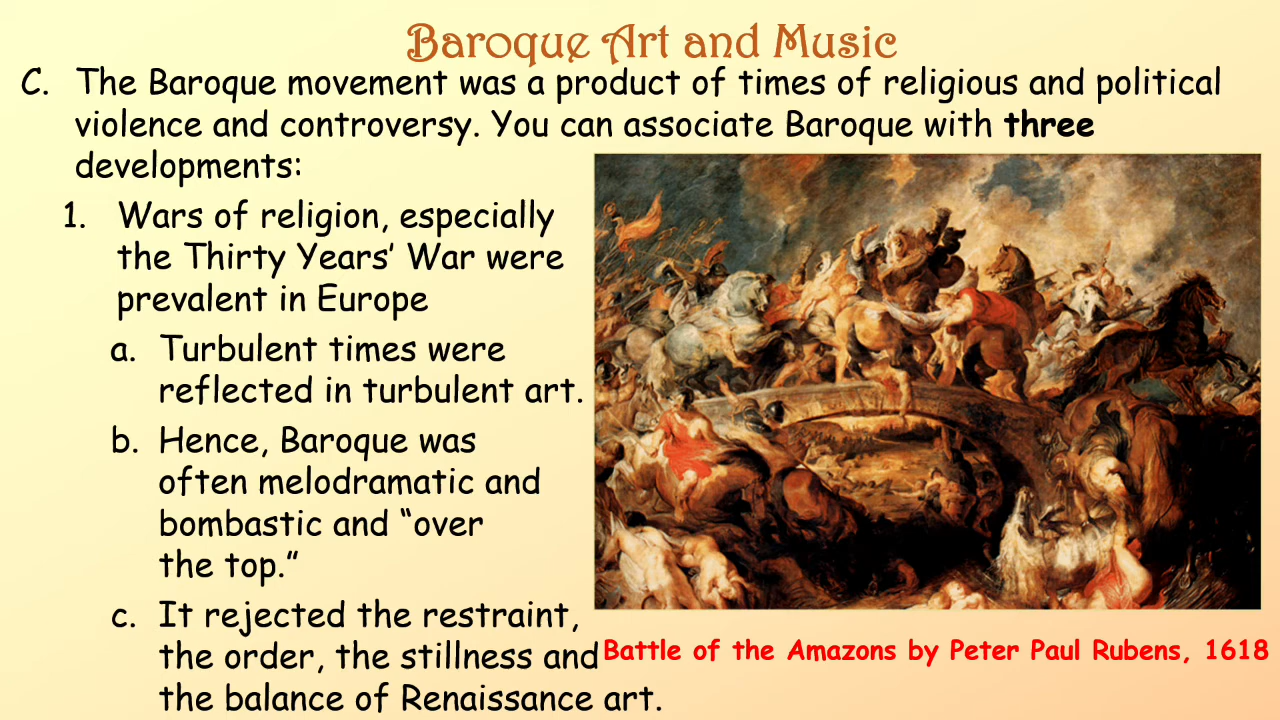 Baroque Art and Music
C. The Baroque movement was a product of times of religious and political
violence and controversy. You can associate Baroque with three
developments:
1. Wars of religion, especially
the Thirty Years’ War were
prevalent in Europe
a. Turbulent times were
reflected in turbulent art.
b. Hence, Baroque was
often melodramatic and
bombastic and “over
the top.”
c. It rejected the restraint,
the order, the stillness and
the balance of Renaissance art.
Battle of the Amazons by Peter Paul Rubens, 1618